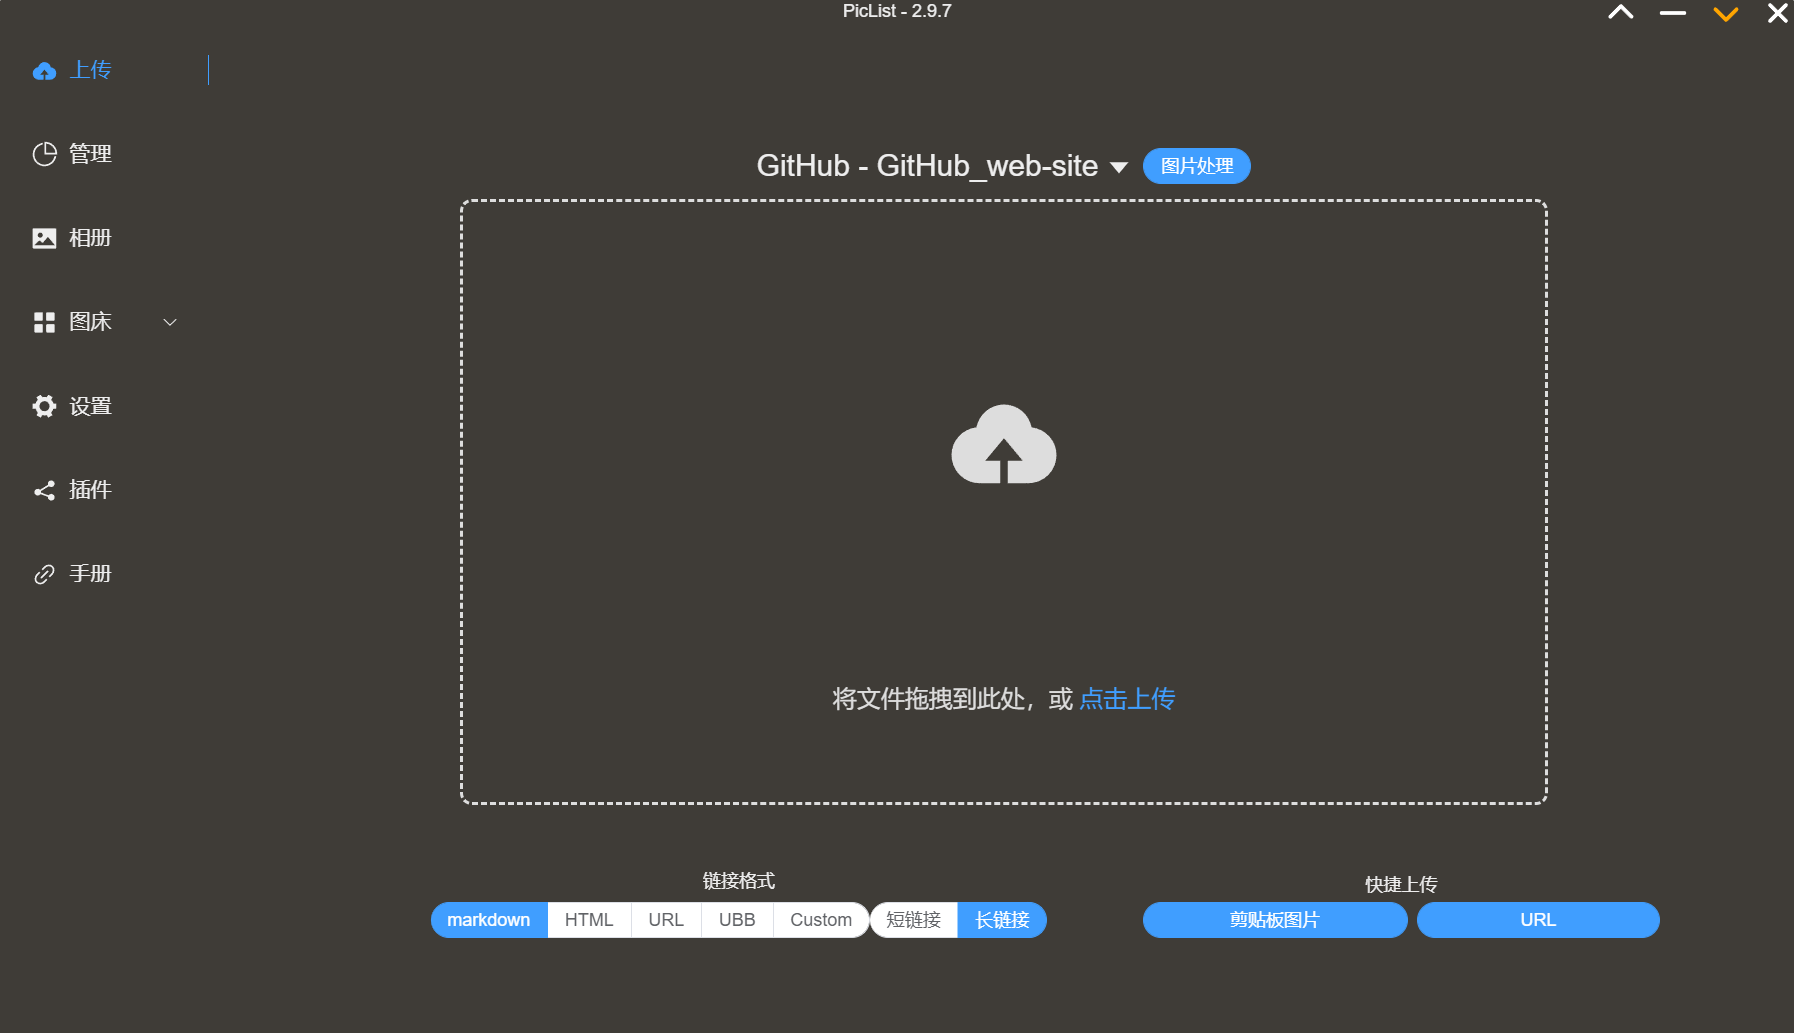 PicList - 2.9.7
上传
管理
相册
图床
设置
插件
手册
GitHub - GitHub_web-site 图片处理
将文件拖拽到此处，或 点击上传
链接格式
markdown HTML URL UBB Custom 短链接 长链接
快捷上传
剪贴板图片 URL